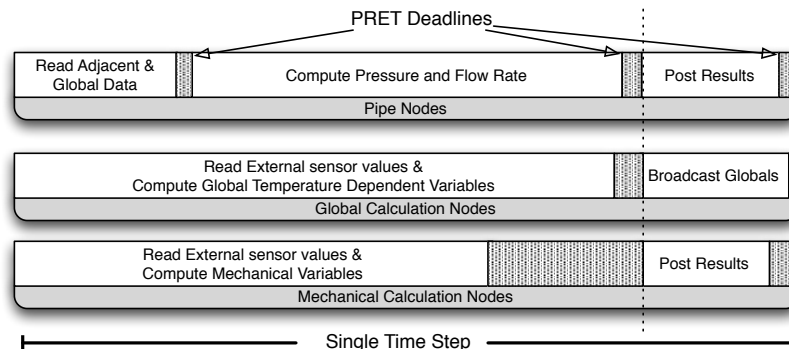 PRET Deadlines
Read Adjacent &
Global Data
Compute Pressure and Flow Rate
Post Results
Pipe Nodes
Read External sensor values &
Compute Global Temperature Dependent Variables
Broadcast Globals
Global Calculation Nodes
Read External sensor values &
Compute Mechanical Variables
Post Results
Mechanical Calculation Nodes
Single Time Step